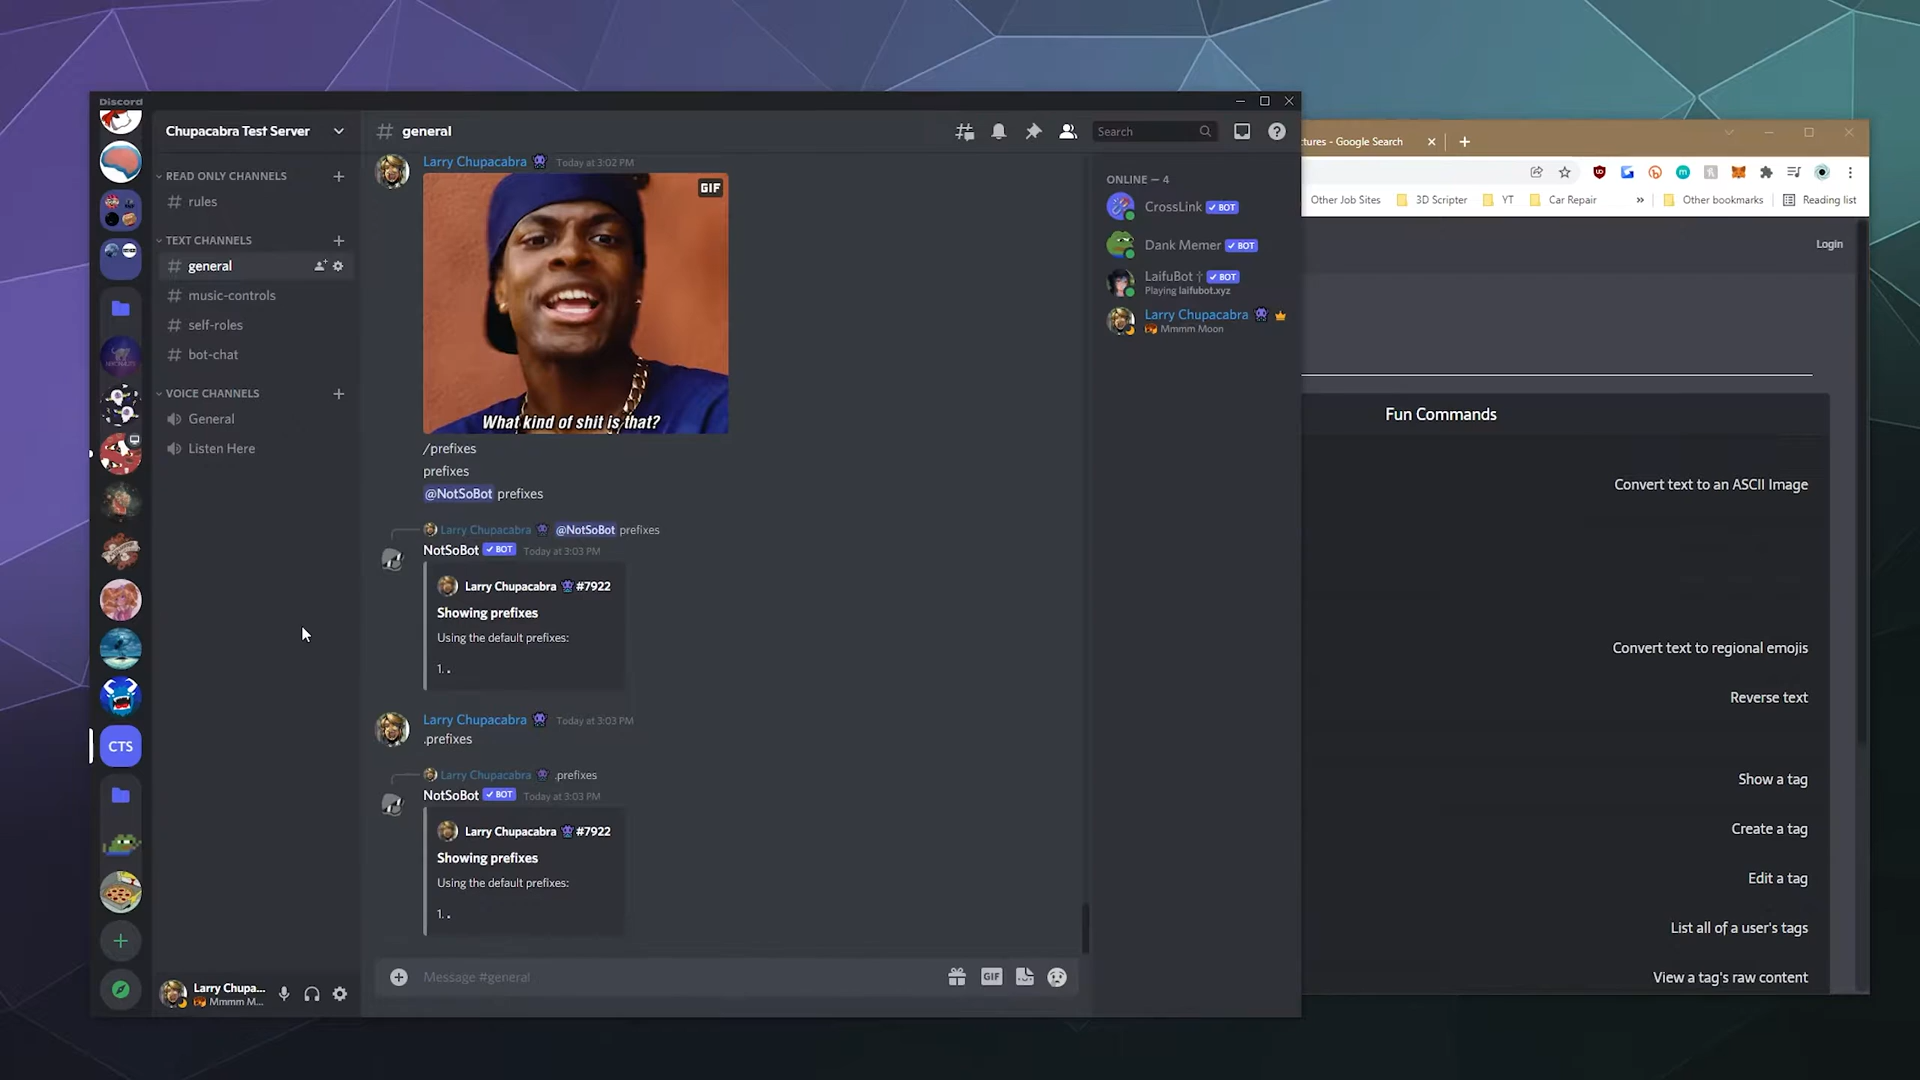 Discord
Chupacabra Test Server
READ ONLY CHANNELS
rules
TEXT CHANNELS
general
music-controls
self-roles
bot-chat
VOICE CHANNELS
General
Listen Here
CTS
Larry Chupa...
Mmmm M...
general
Search
Larry Chupacabra Today at 3:02 PM
GIF
What kind of shit is that?
/prefixes
prefixes
@NotSoBot prefixes
Larry Chupacabra @NotSoBot prefixes
NotSoBot BOT Today at 3:03 PM
Larry Chupacabra #7922
Showing prefixes
Using the default prefixes:
1. .
Larry Chupacabra Today at 3:03 PM
.prefixes
Larry Chupacabra .prefixes
NotSoBot BOT Today at 3:03 PM
Larry Chupacabra #7922
Showing prefixes
Using the default prefixes:
1. .
Message #general
GIF
ONLINE — 4
CrossLink BOT
Dank Memer BOT
LaifuBot † BOT
Playing laifubot.xyz
Larry Chupacabra
Mmmm Moon
tures - Google Search
Other Job Sites 3D Scripter YT Car Repair » Other bookmarks Reading list
Login
Fun Commands
Convert text to an ASCII Image
Convert text to regional emojis
Reverse text
Show a tag
Create a tag
Edit a tag
List all of a user's tags
View a tag's raw content